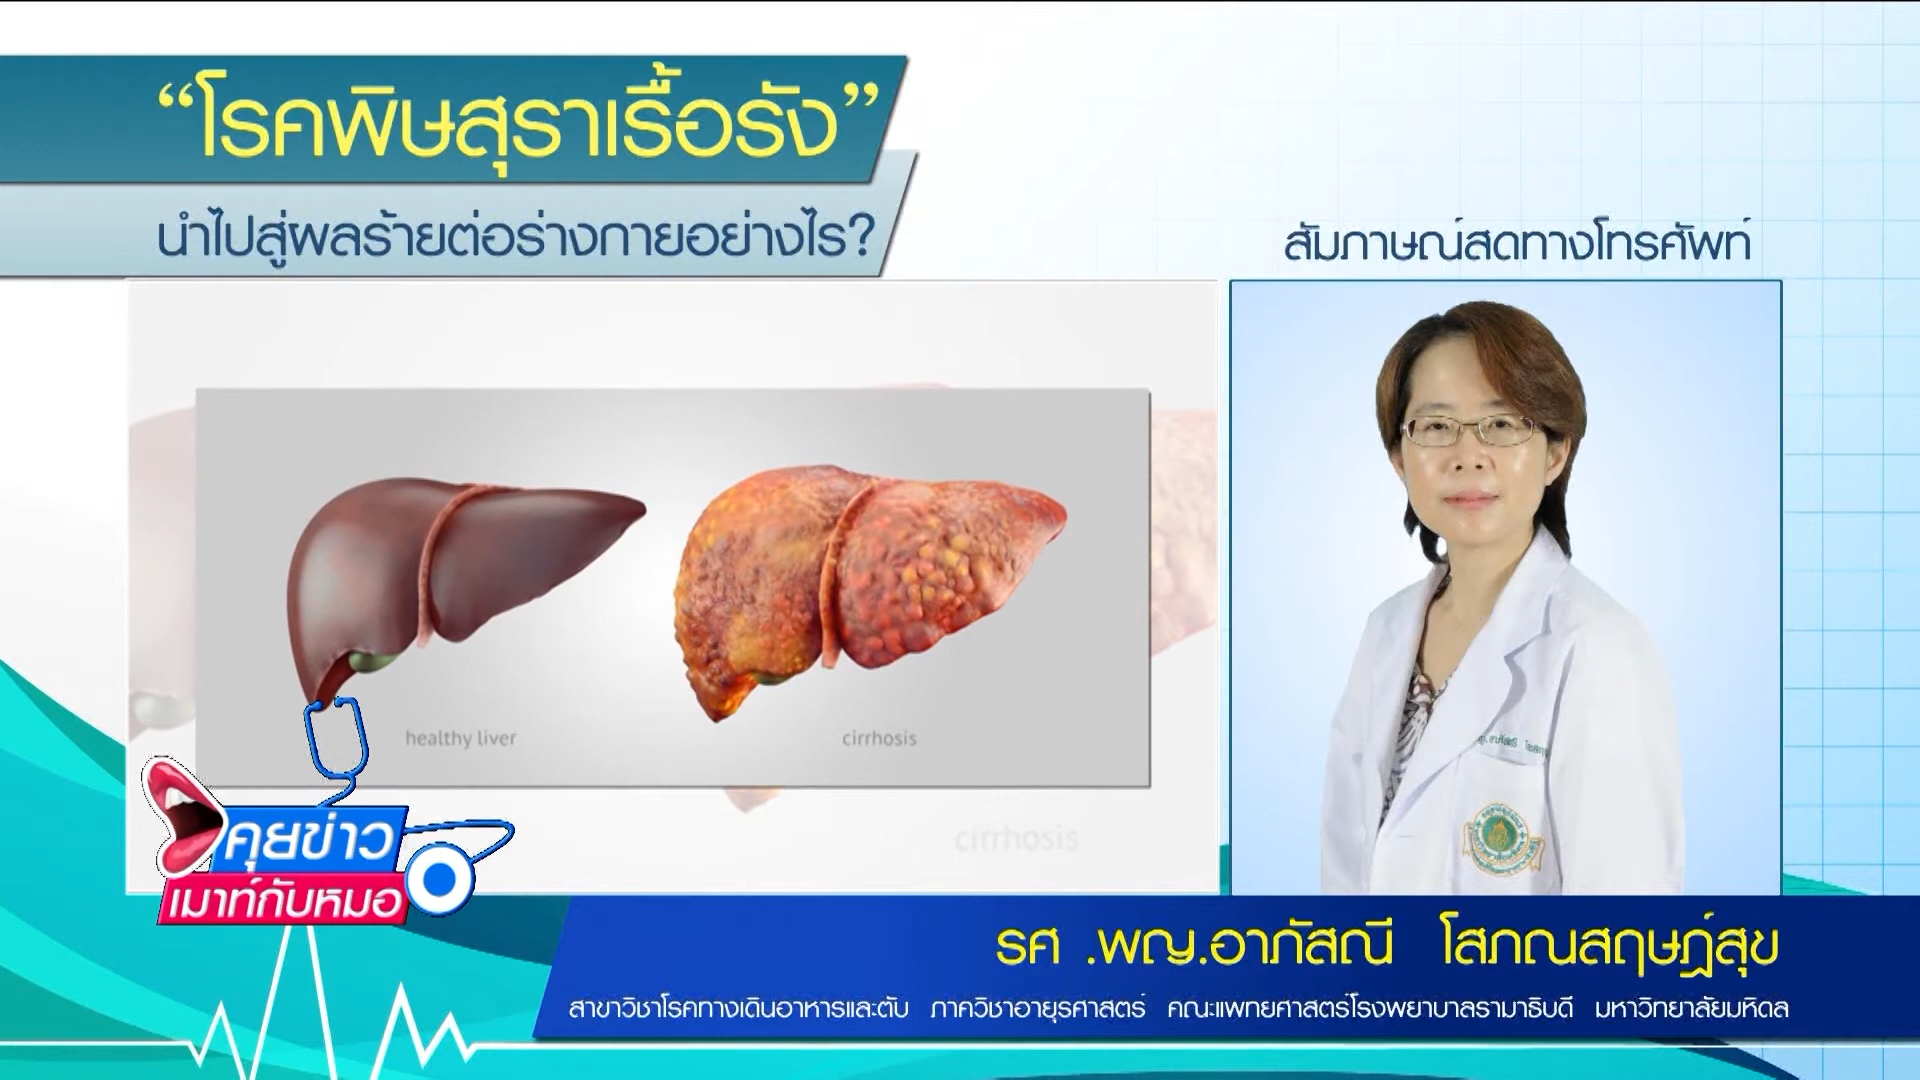 “โรคพิษสุราเรื้อรัง”
นำไปสู่ผลร้ายต่อร่างกายอย่างไร?
สัมภาษณ์สดทางโทรศัพท์
healthy liver
cirrhosis
cirrhosis
คุยข่าว
เมาท์กับหมอ
รศ .พญ.อาภัสณี โสภณสฤษฎ์สุข
สาขาวิชาโรคทางเดินอาหารและตับ ภาควิชาอายุรศาสตร์ คณะแพทยศาสตร์โรงพยาบาลรามาธิบดี มหาวิทยาลัยมหิดล